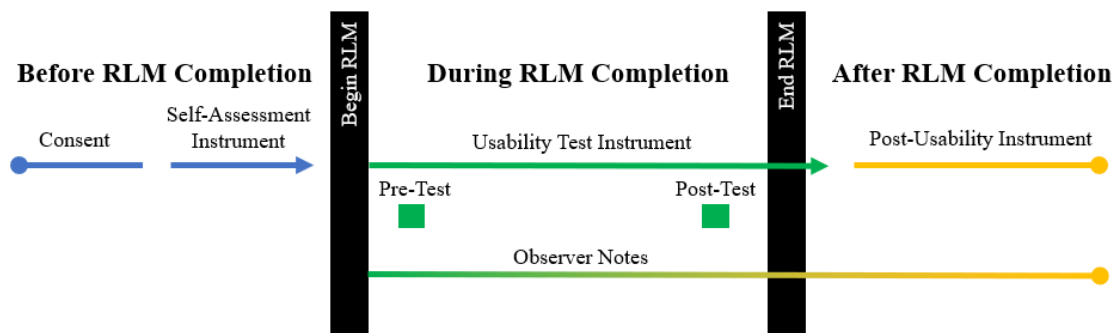 Before RLM Completion
Begin RLM
During RLM Completion
End RLM
After RLM Completion
Consent
Self-Assessment
Instrument
Usability Test Instrument
Post-Usability Instrument
Pre-Test
Post-Test
Observer Notes